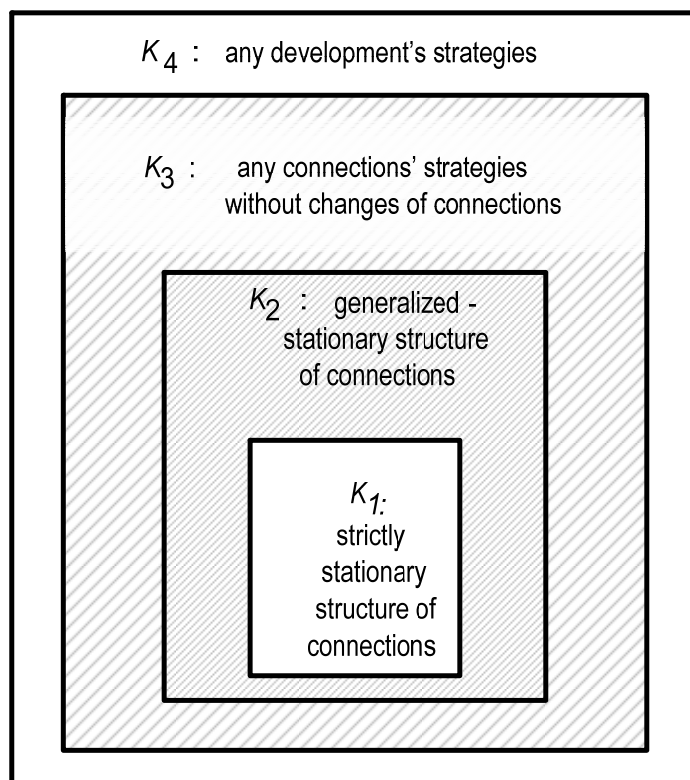 K4 : any development's strategies
K3 : any connections' strategies
without changes of connections
K2 : generalized -
stationary structure
of connections
K1:
strictly
stationary
structure of
connections